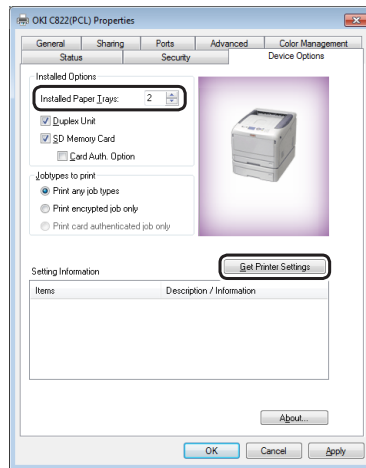 OKI C822(PCL) Properties
General Sharing Ports Advanced Color Management
Status Security Device Options
Installed Options
Installed Paper Trays: 2
Duplex Unit
SD Memory Card
Card Auth. Option
Jobtypes to print
Print any job types
Print encrypted job only
Print card authenticated job only
Get Printer Settings
Setting Information
Items Description / Information
About...
OK Cancel Apply